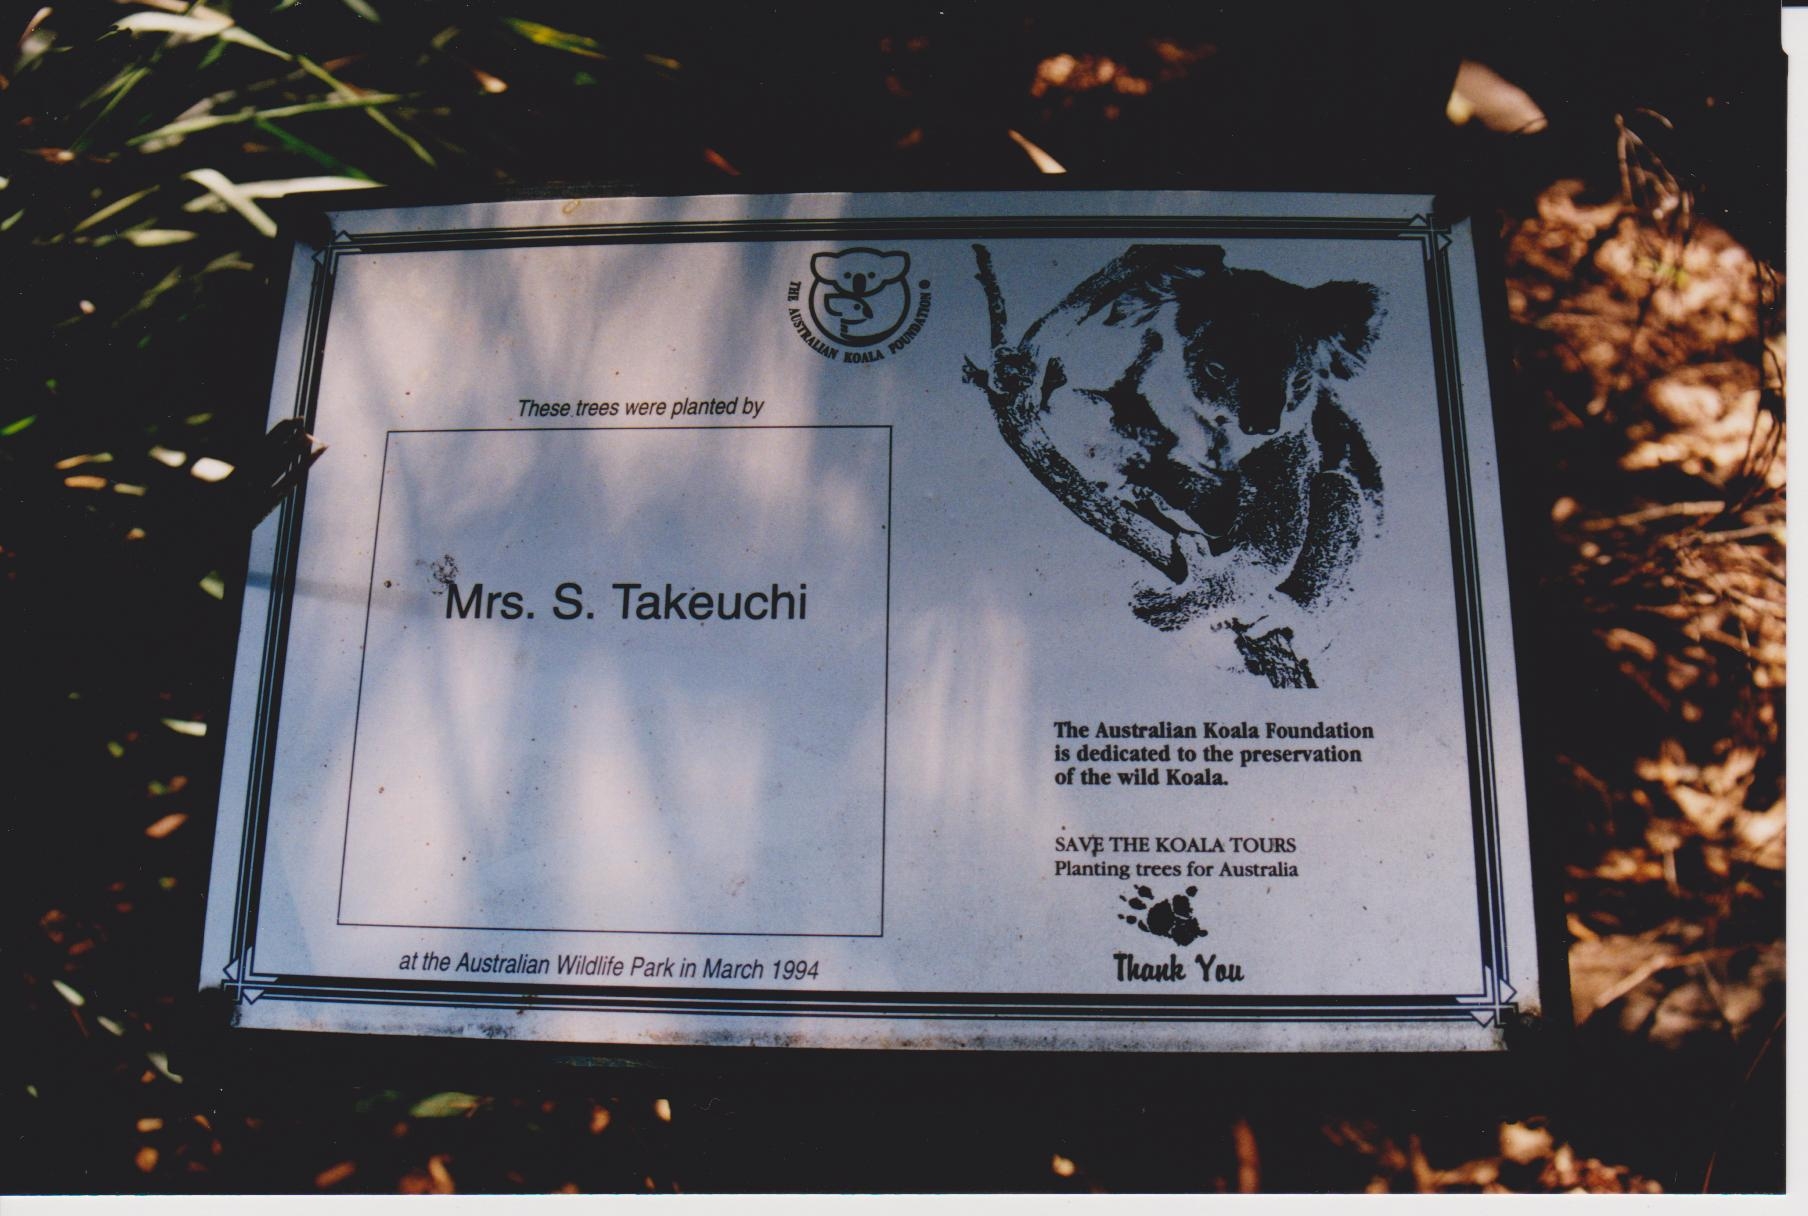 THE AUSTRALIAN KOALA FOUNDATION ®
These trees were planted by
Mrs. S. Takeuchi
at the Australian Wildlife Park in March 1994
The Australian Koala Foundation
is dedicated to the preservation
of the wild Koala.
SAVE THE KOALA TOURS
Planting trees for Australia
Thank You